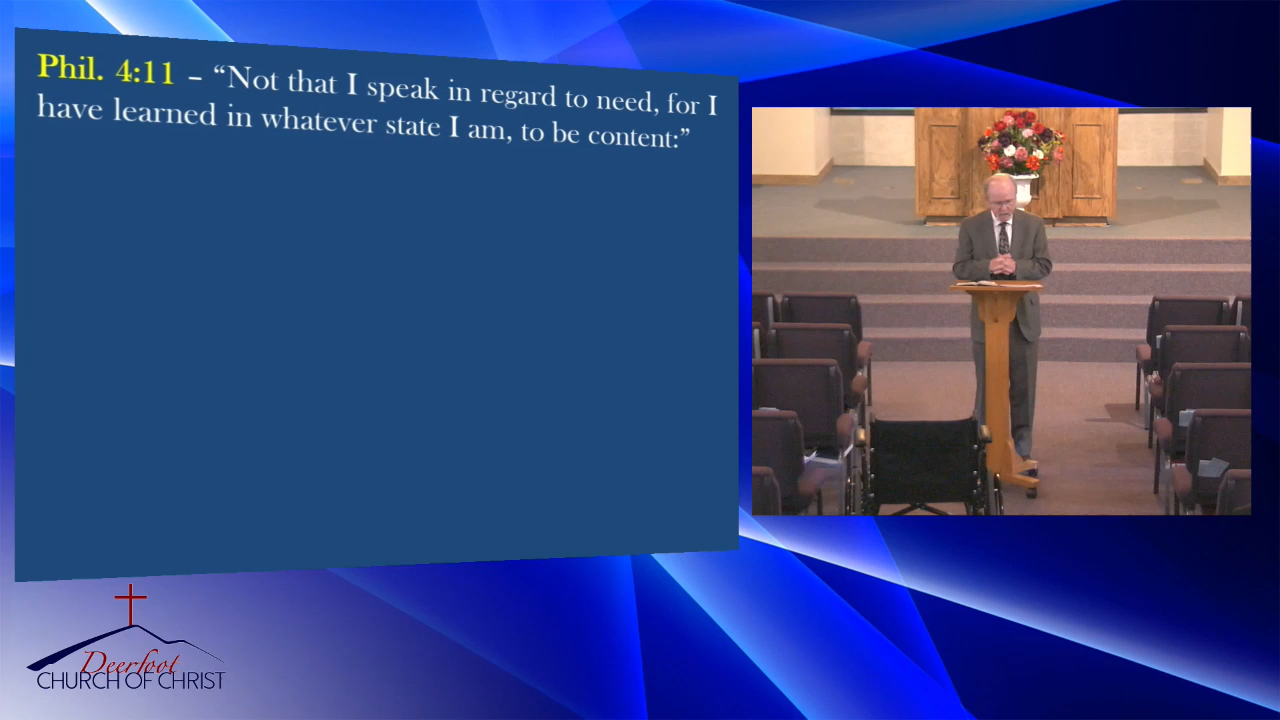 Phil. 4:11 – “Not that I speak in regard to need, for I
have learned in whatever state I am, to be content:”
Deerfoot
CHURCH OF CHRIST